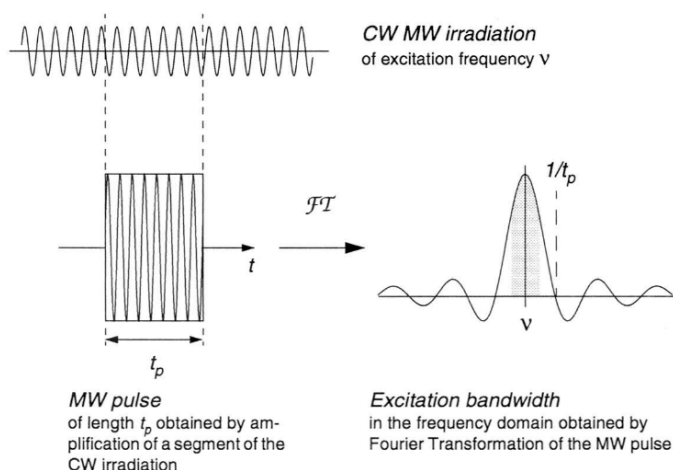 CW MW irradiation
of excitation frequency ν
1/tp
FT
t
ν
tp
MW pulse
of length tp obtained by am-
plification of a segment of the
CW irradiation
Excitation bandwidth
in the frequency domain obtained by
Fourier Transformation of the MW pulse